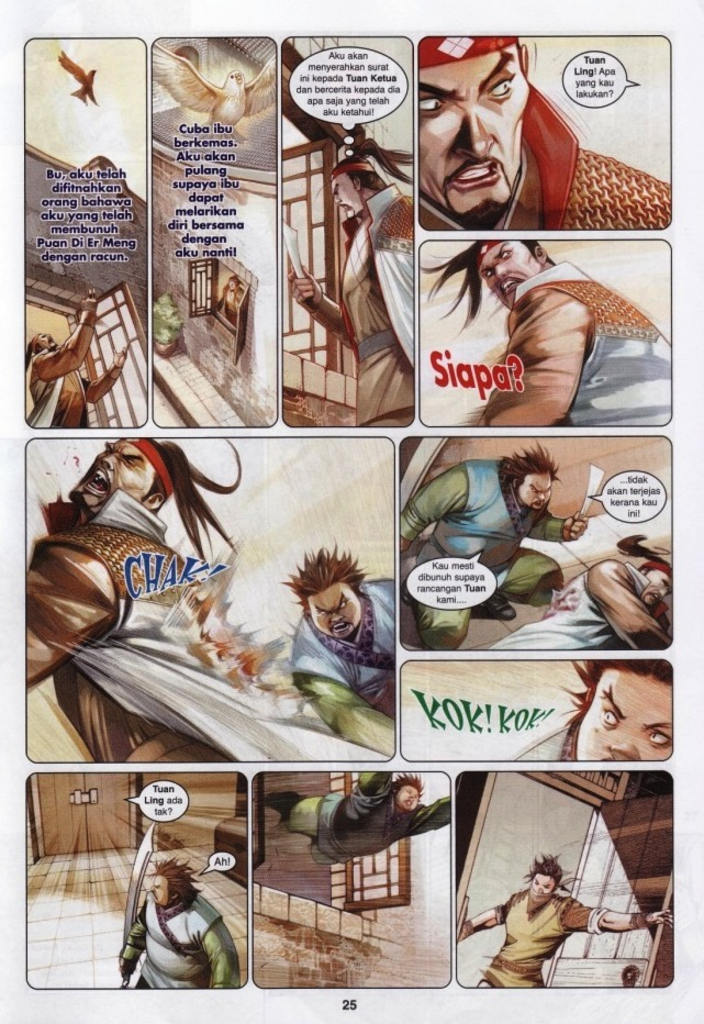 Bu, aku telah
difitnahkan
orang bahawa
aku yang telah
membunuh
Puan Di Er Meng
dengan racun.
Cuba ibu
berkemas.
Aku akan
pulang
supaya ibu
dapat
melarikan
diri bersama
dengan
aku nanti!
Aku akan
menyerahkan surat
ini kepada Tuan Ketua
dan bercerita kepada dia
apa saja yang telah
aku ketahui!
Tuan
Ling! Apa
yang kau
lakukan?
Siapa?
CHAK!
Kau mesti
dibunuh supaya
rancangan Tuan
kami....
...tidak
akan terjejas
kerana kau
ini!
KOK! KOK!
Tuan
Ling ada
tak?
Ah!
25